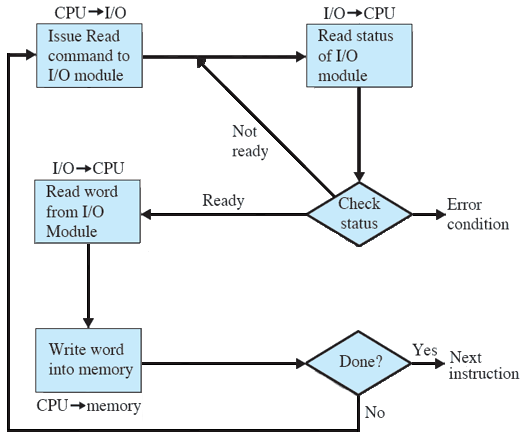 CPU→I/O
Issue Read
command to
I/O module
I/O→CPU
Read status
of I/O
module
Not
ready
I/O→CPU
Read word
from I/O
Module
Ready
Check
status
Error
condition
Write word
into memory
CPU→memory
Done?
Yes
Next
instruction
No